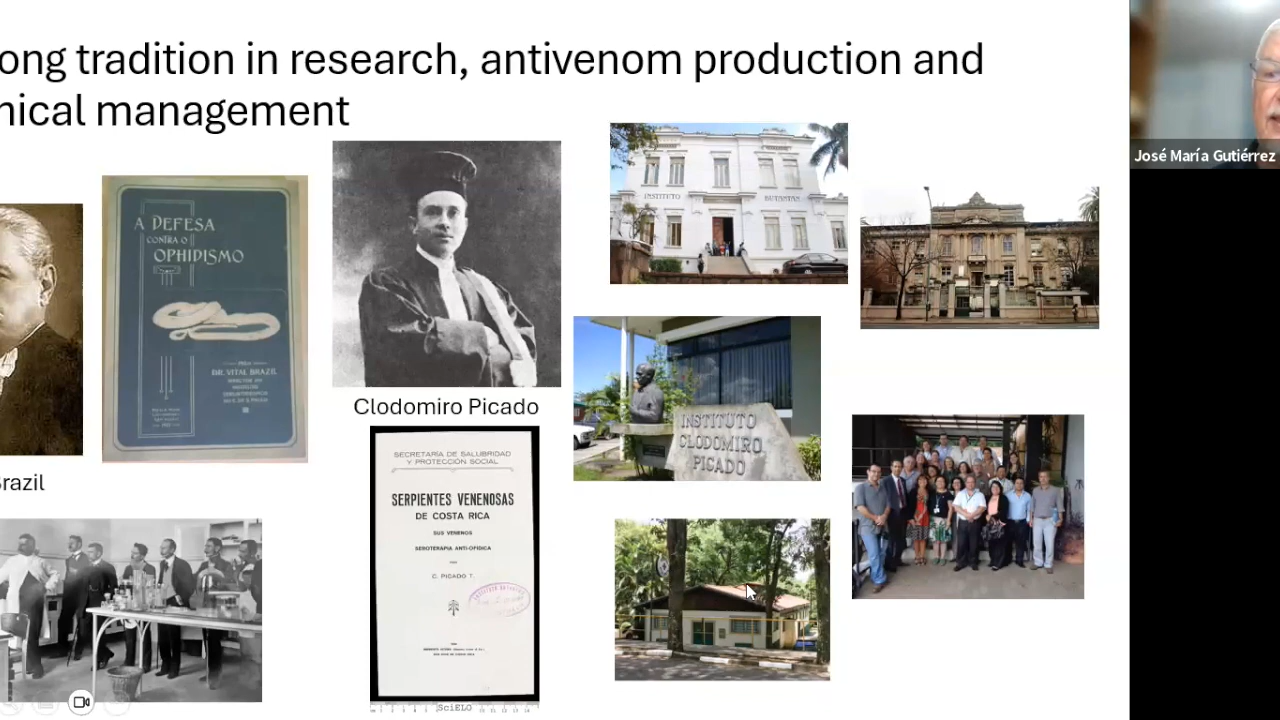 ong tradition in research, antivenom production and
nical management
José María Gutiérrez
A DEFESA
CONTRA O
OPHIDISMO
DR. VITAL BRAZIL
INSTITUTO
BUTANTAN
Clodomiro Picado
INSTITUTO
CLODOMIRO
PICADO
SECRETARÍA DE SALUBRIDAD
Y PROTECCIÓN SOCIAL
SERPIENTES VENENOSAS
DE COSTA RICA
SUS VENENOS
SEROTERAPIA ANTI-OFIDICA
C. PICADO T.
SciELO
Brazil